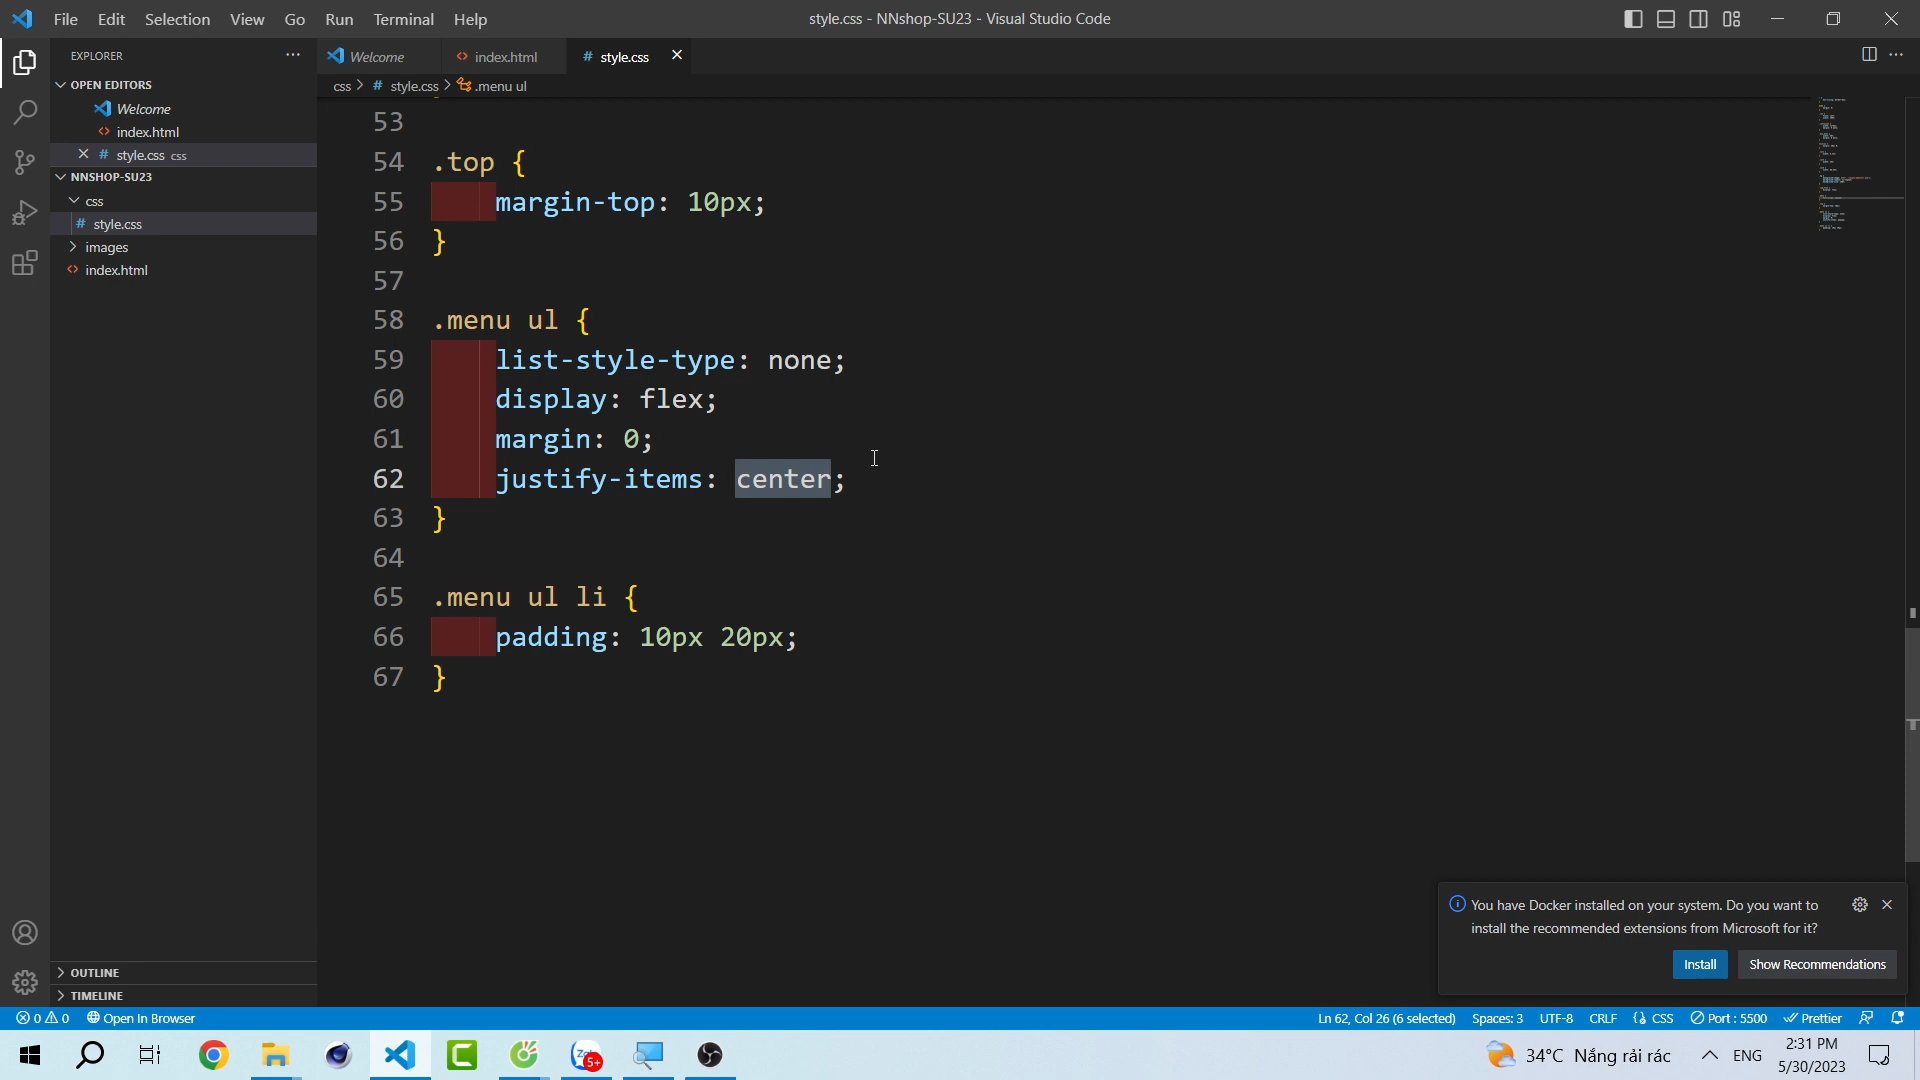 File Edit Selection View Go Run Terminal Help
style.css - NNshop-SU23 - Visual Studio Code
EXPLORER
OPEN EDITORS
Welcome
index.html
style.css css
NNSHOP-SU23
css
style.css
images
index.html
OUTLINE
TIMELINE
Welcome
index.html
style.css
css > # style.css > .menu ul
53
54 .top {
55 margin-top: 10px;
56 }
57
58 .menu ul {
59 list-style-type: none;
60 display: flex;
61 margin: 0;
62 justify-items: center;
63 }
64
65 .menu ul li {
66 padding: 10px 20px;
67 }
You have Docker installed on your system. Do you want to
install the recommended extensions from Microsoft for it?
Install
Show Recommendations
0 0 Open In Browser
Ln 62, Col 26 (6 selected) Spaces: 3 UTF-8 CRLF {} CSS Port : 5500 Prettier
5+
34°C Nắng rải rác
ENG
2:31 PM
5/30/2023